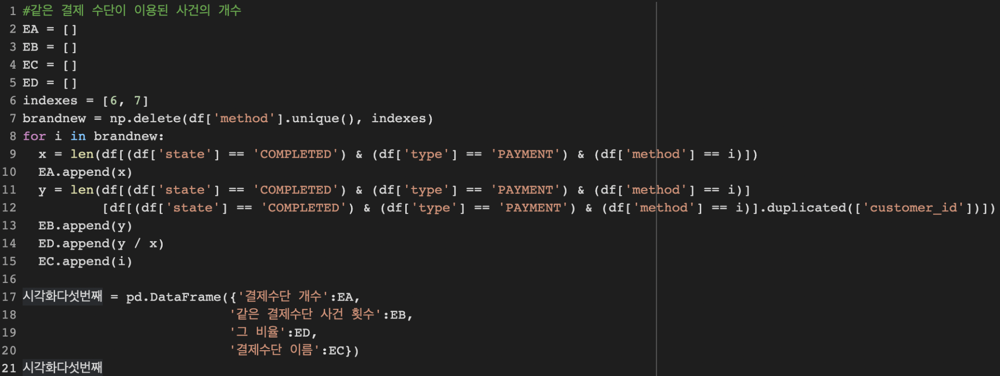 1 #같은 결제 수단이 이용된 사건의 개수
2 EA = []
3 EB = []
4 EC = []
5 ED = []
6 indexes = [6, 7]
7 brandnew = np.delete(df['method'].unique(), indexes)
8 for i in brandnew:
9   x = len(df[(df['state'] == 'COMPLETED') & (df['type'] == 'PAYMENT') & (df['method'] == i)])
10   EA.append(x)
11   y = len(df[(df['state'] == 'COMPLETED') & (df['type'] == 'PAYMENT') & (df['method'] == i)]
12           [df[(df['state'] == 'COMPLETED') & (df['type'] == 'PAYMENT') & (df['method'] == i)].duplicated(['customer_id'])])
13   EB.append(y)
14   ED.append(y / x)
15   EC.append(i)
16
17 시각화다섯번째 = pd.DataFrame({'결제수단 개수':EA,
18                           '같은 결제수단 사건 횟수':EB,
19                           '그 비율':ED,
20                           '결제수단 이름':EC})
21 시각화다섯번째